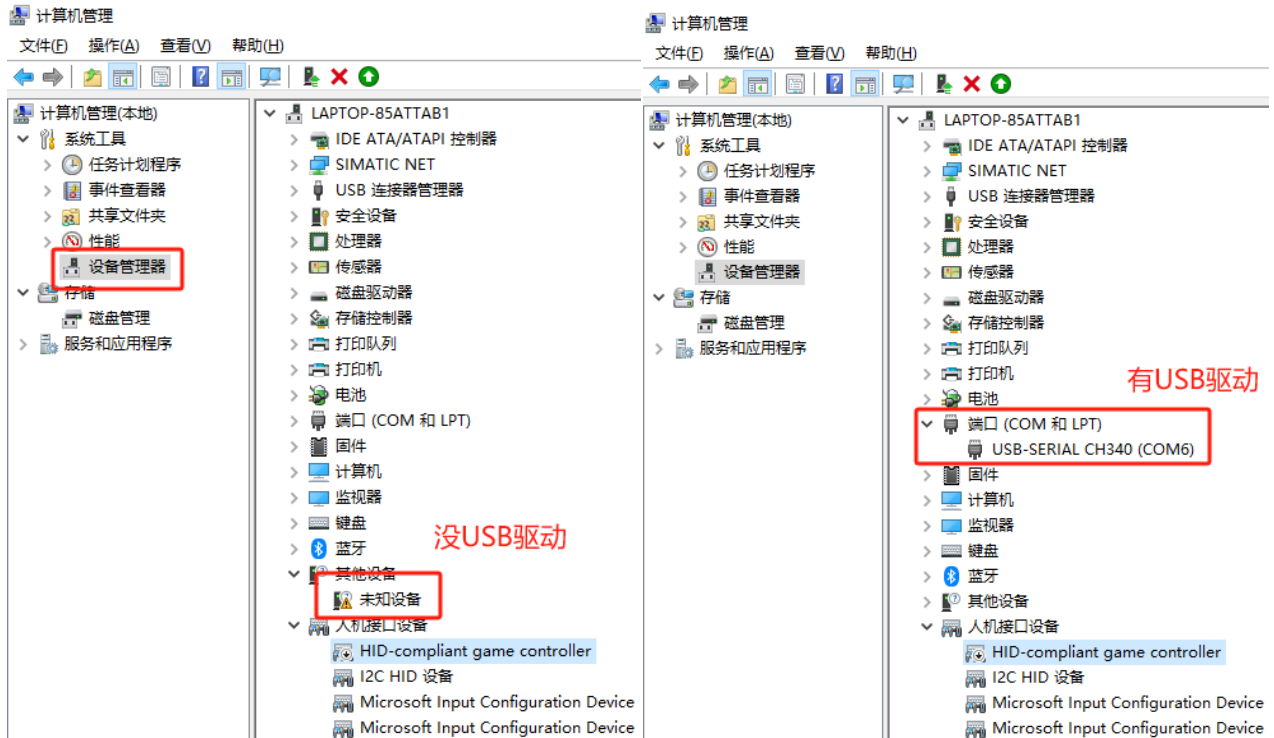 计算机管理
文件(F) 操作(A) 查看(V) 帮助(H)
计算机管理(本地)
系统工具
任务计划程序
事件查看器
共享文件夹
性能
设备管理器
存储
磁盘管理
服务和应用程序
LAPTOP-85ATTAB1
IDE ATA/ATAPI 控制器
SIMATIC NET
USB 连接器管理器
安全设备
处理器
传感器
磁盘驱动器
存储控制器
打印队列
打印机
电池
端口 (COM 和 LPT)
固件
计算机
监视器
键盘
没USB驱动
蓝牙
其他设备
未知设备
人机接口设备
HID-compliant game controller
I2C HID 设备
Microsoft Input Configuration Device
Microsoft Input Configuration Device
计算机管理
文件(F) 操作(A) 查看(V) 帮助(H)
计算机管理(本地)
系统工具
任务计划程序
事件查看器
共享文件夹
性能
设备管理器
存储
磁盘管理
服务和应用程序
LAPTOP-85ATTAB1
IDE ATA/ATAPI 控制器
SIMATIC NET
USB 连接器管理器
安全设备
处理器
传感器
磁盘驱动器
存储控制器
打印队列
打印机
有USB驱动
电池
端口 (COM 和 LPT)
USB-SERIAL CH340 (COM6)
固件
计算机
监视器
键盘
蓝牙
其他设备
人机接口设备
HID-compliant game controller
I2C HID 设备
Microsoft Input Configuration Device
Microsoft Input Configuration Device